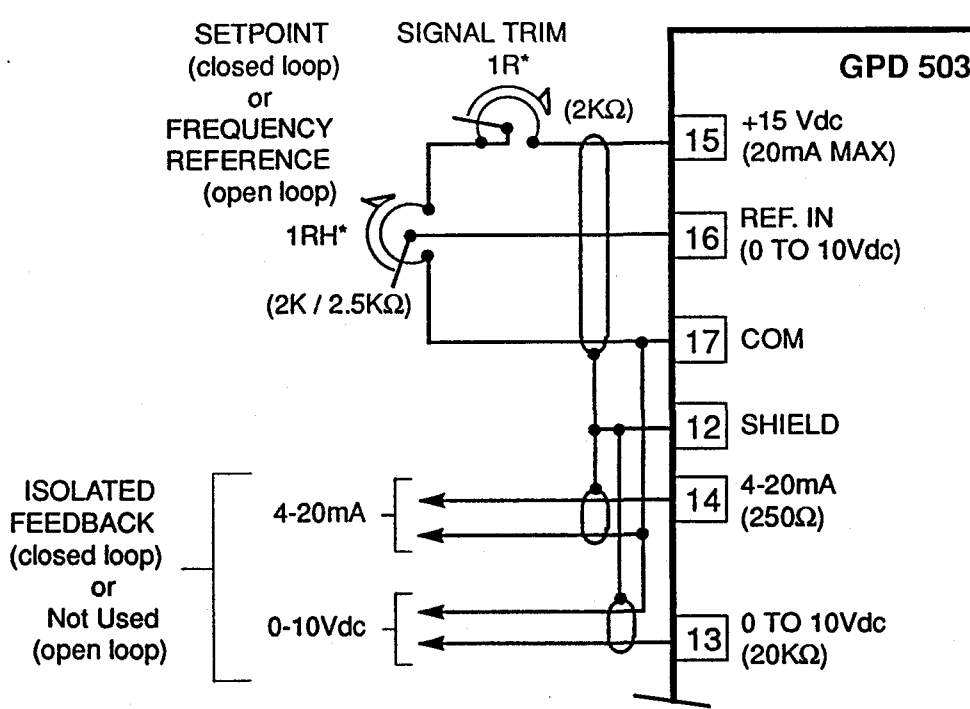 SETPOINT
(closed loop)
or
FREQUENCY
REFERENCE
(open loop)
SIGNAL TRIM
1R*
(2KΩ)
GPD 503
15
+15 Vdc
(20mA MAX)
1RH*
(2K / 2.5KΩ)
16
REF. IN
(0 TO 10Vdc)
17
COM
12
SHIELD
ISOLATED
FEEDBACK
(closed loop)
or
Not Used
(open loop)
4-20mA
14
4-20mA
(250Ω)
0-10Vdc
13
0 TO 10Vdc
(20KΩ)